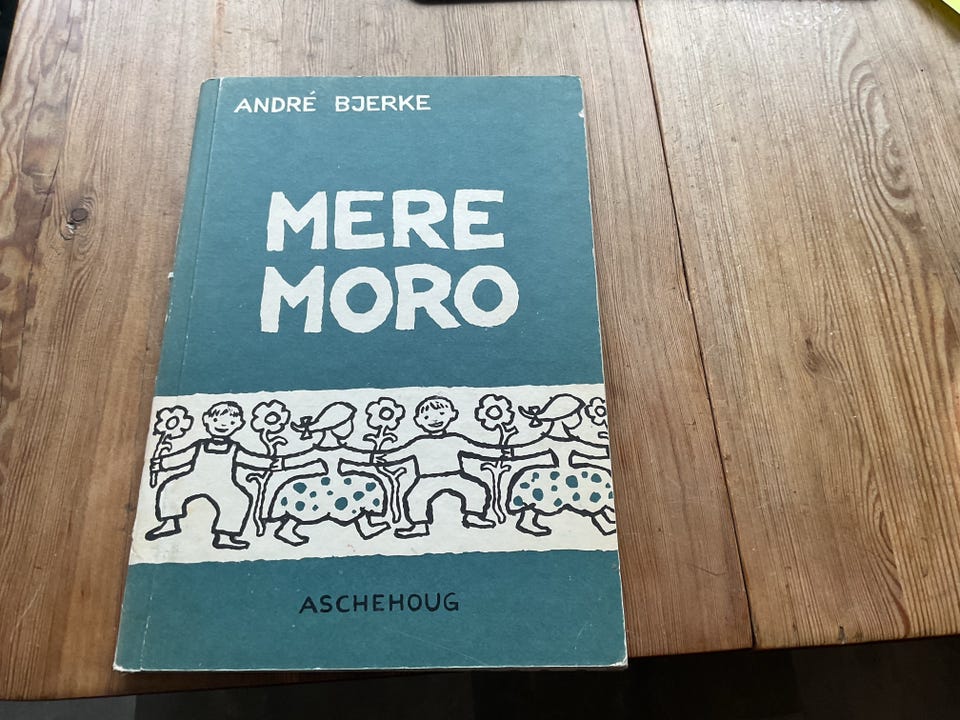 ANDRÉ BJERKE
MERE
MORO
ASCHEHOUG